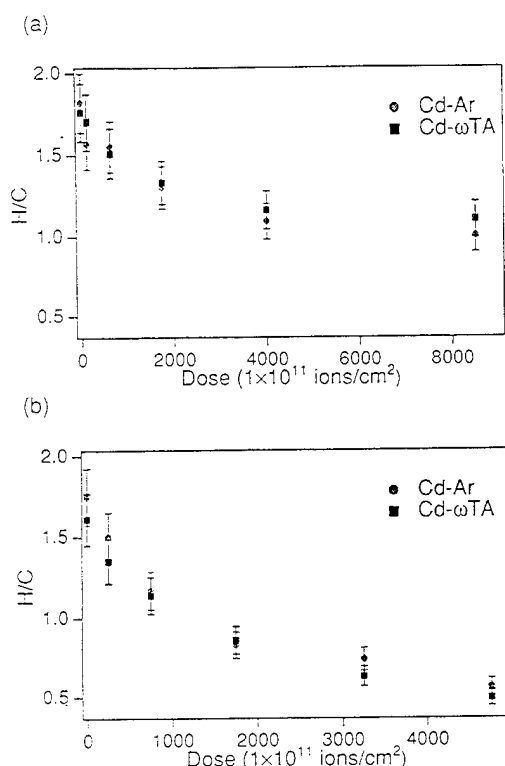 (a)
2.0
1.5
1.0
0.5
H/C
Cd-Ar
Cd-ωTA
0
2000
4000
6000
8000
Dose (1×10¹¹ ions/cm²)
(b)
2.0
1.5
1.0
0.5
H/C
Cd-Ar
Cd-ωTA
0
1000
2000
3000
4000
Dose (1×10¹¹ ions/cm²)